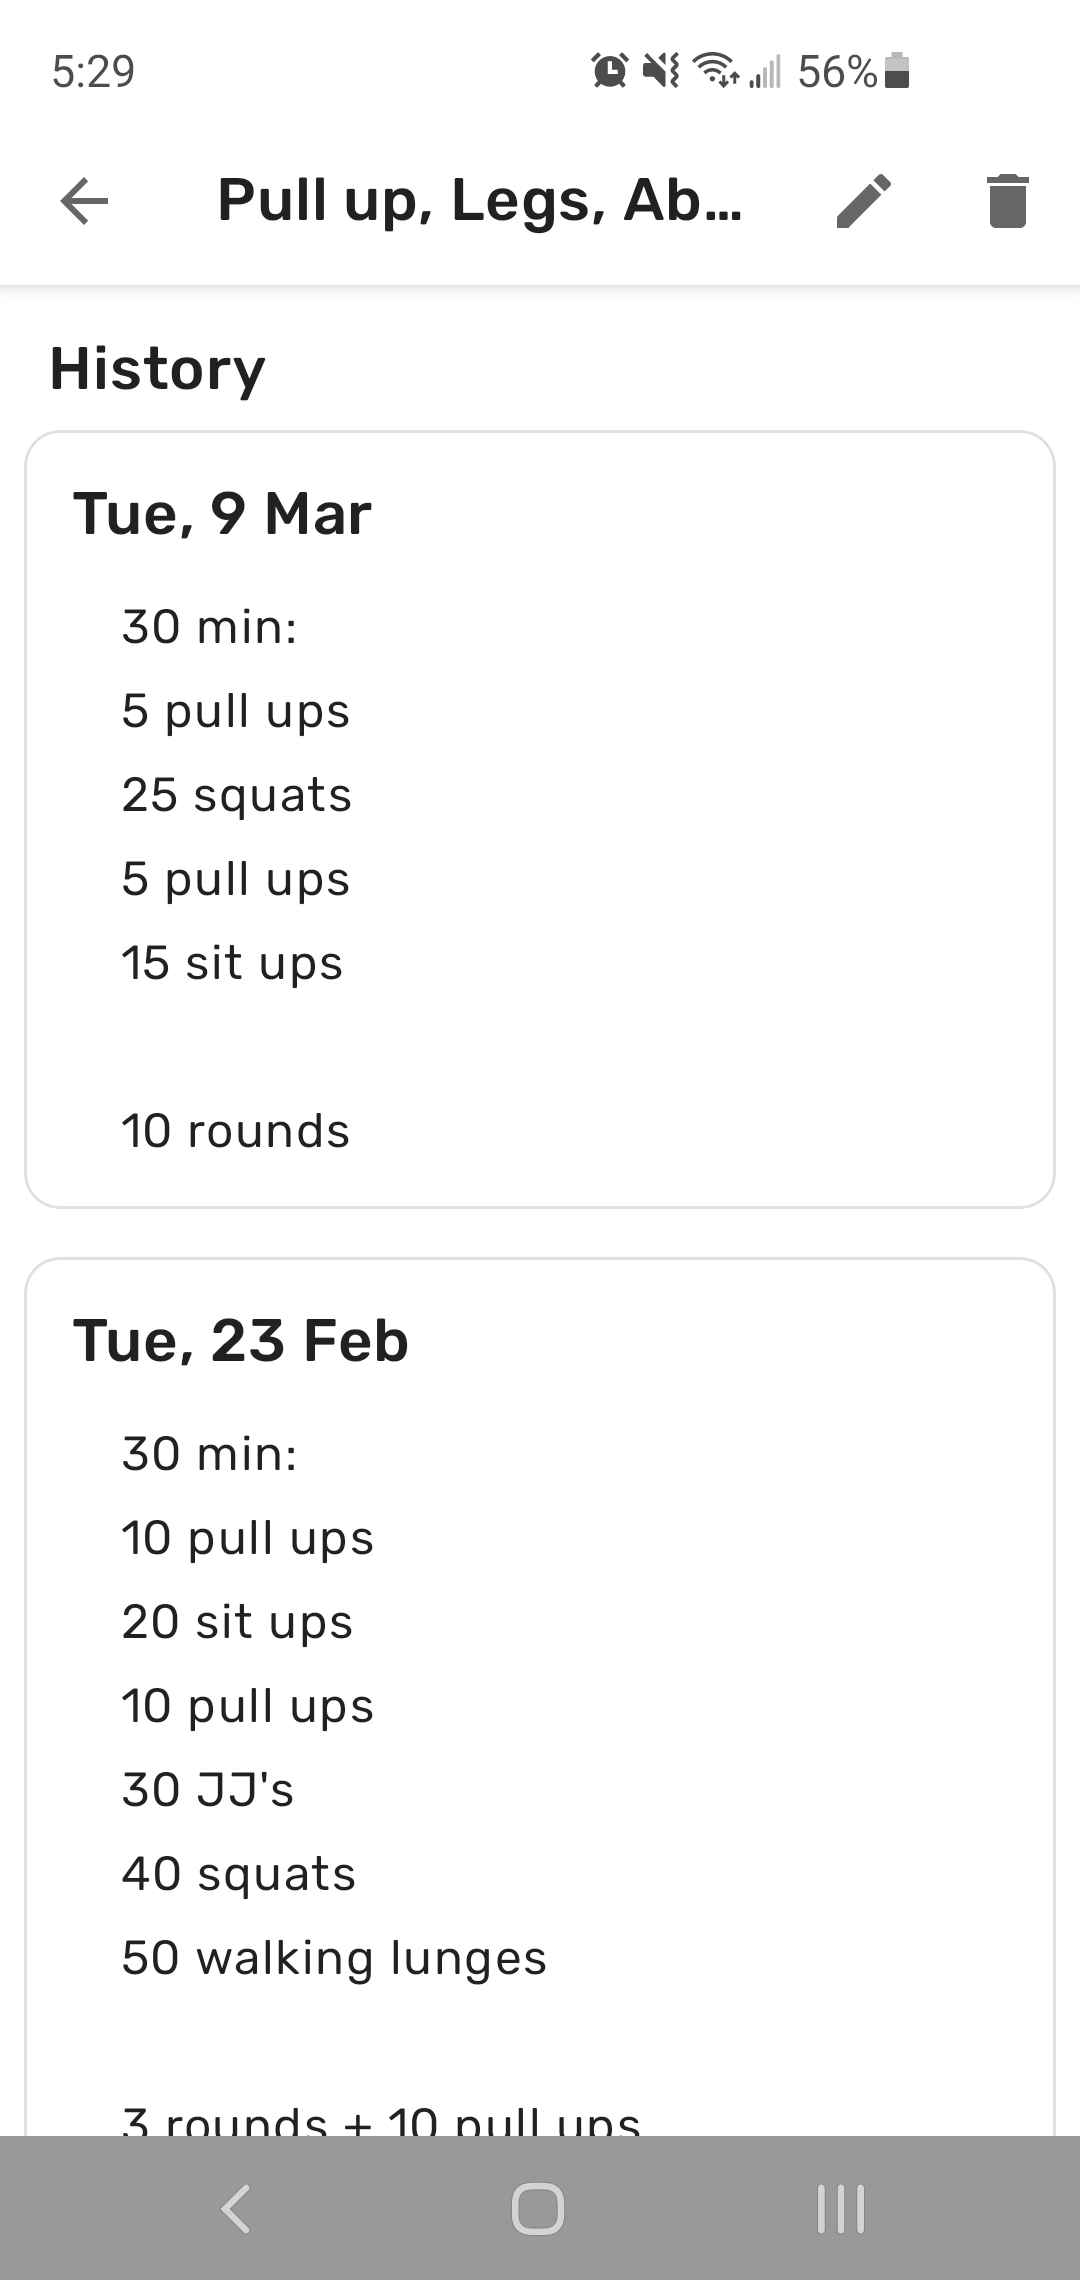 5:29
56%
Pull up, Legs, Ab...
History
Tue, 9 Mar
30 min:
5 pull ups
25 squats
5 pull ups
15 sit ups
10 rounds
Tue, 23 Feb
30 min:
10 pull ups
20 sit ups
10 pull ups
30 JJ's
40 squats
50 walking lunges
3 rounds + 10 pull ups